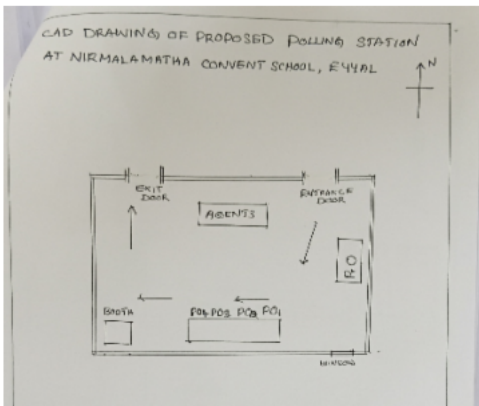 CAD DRAWING OF PROPOSED POLLING STATION
AT NIRMALAMATHA CONVENT SCHOOL, EYYAL
N
EXIT
DOOR
ENTRANCE
DOOR
AGENTS
RO
BOOTH
PO4 PO3 PO2 PO1
WINDOW